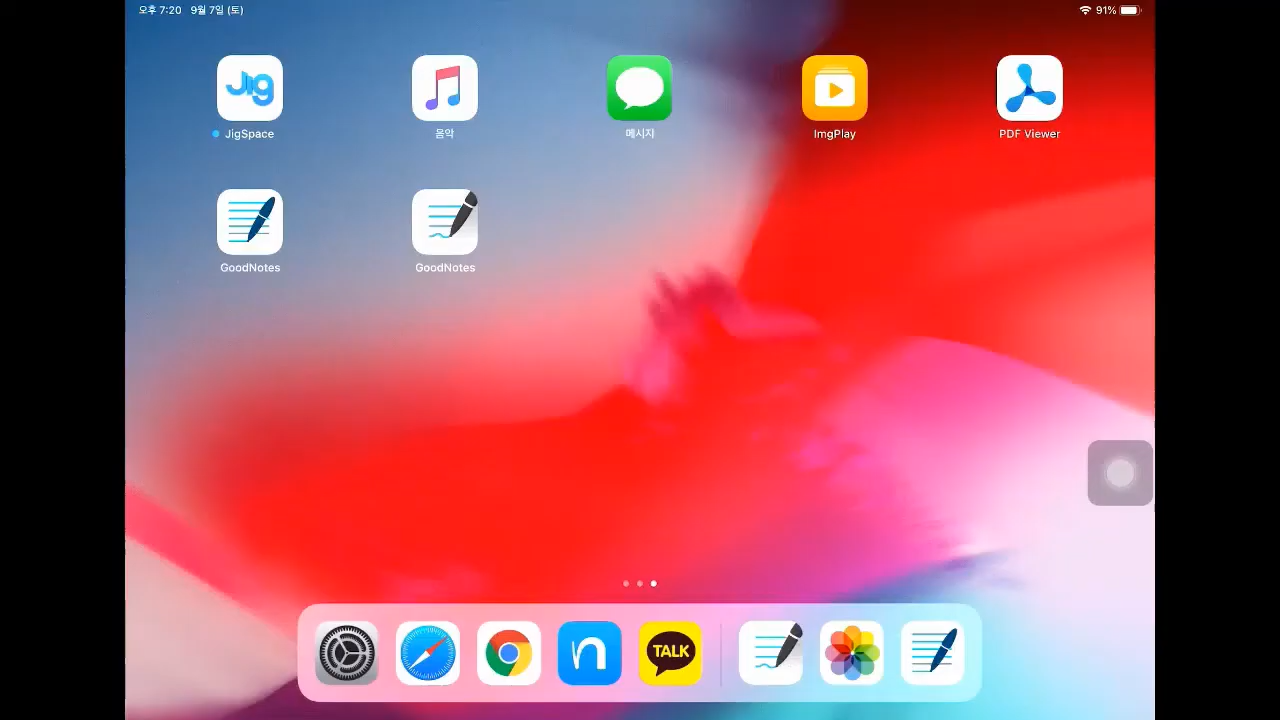 오후 7:20 9월 7일 (토)
91%
Jig
JigSpace
음악
메시지
ImgPlay
PDF Viewer
GoodNotes
GoodNotes
n
TALK